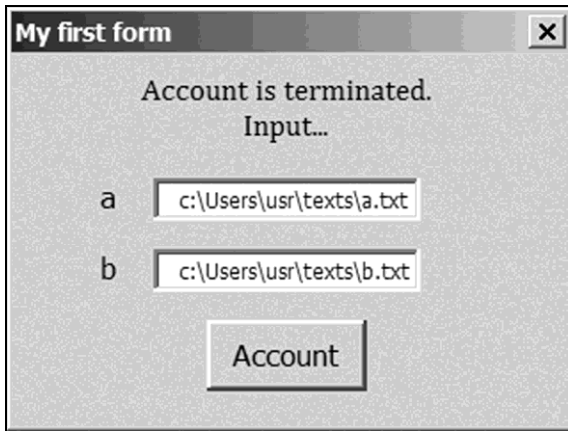 My first form
Account is terminated.
Input...
a
c:\Users\usr\texts\a.txt
b
c:\Users\usr\texts\b.txt
Account